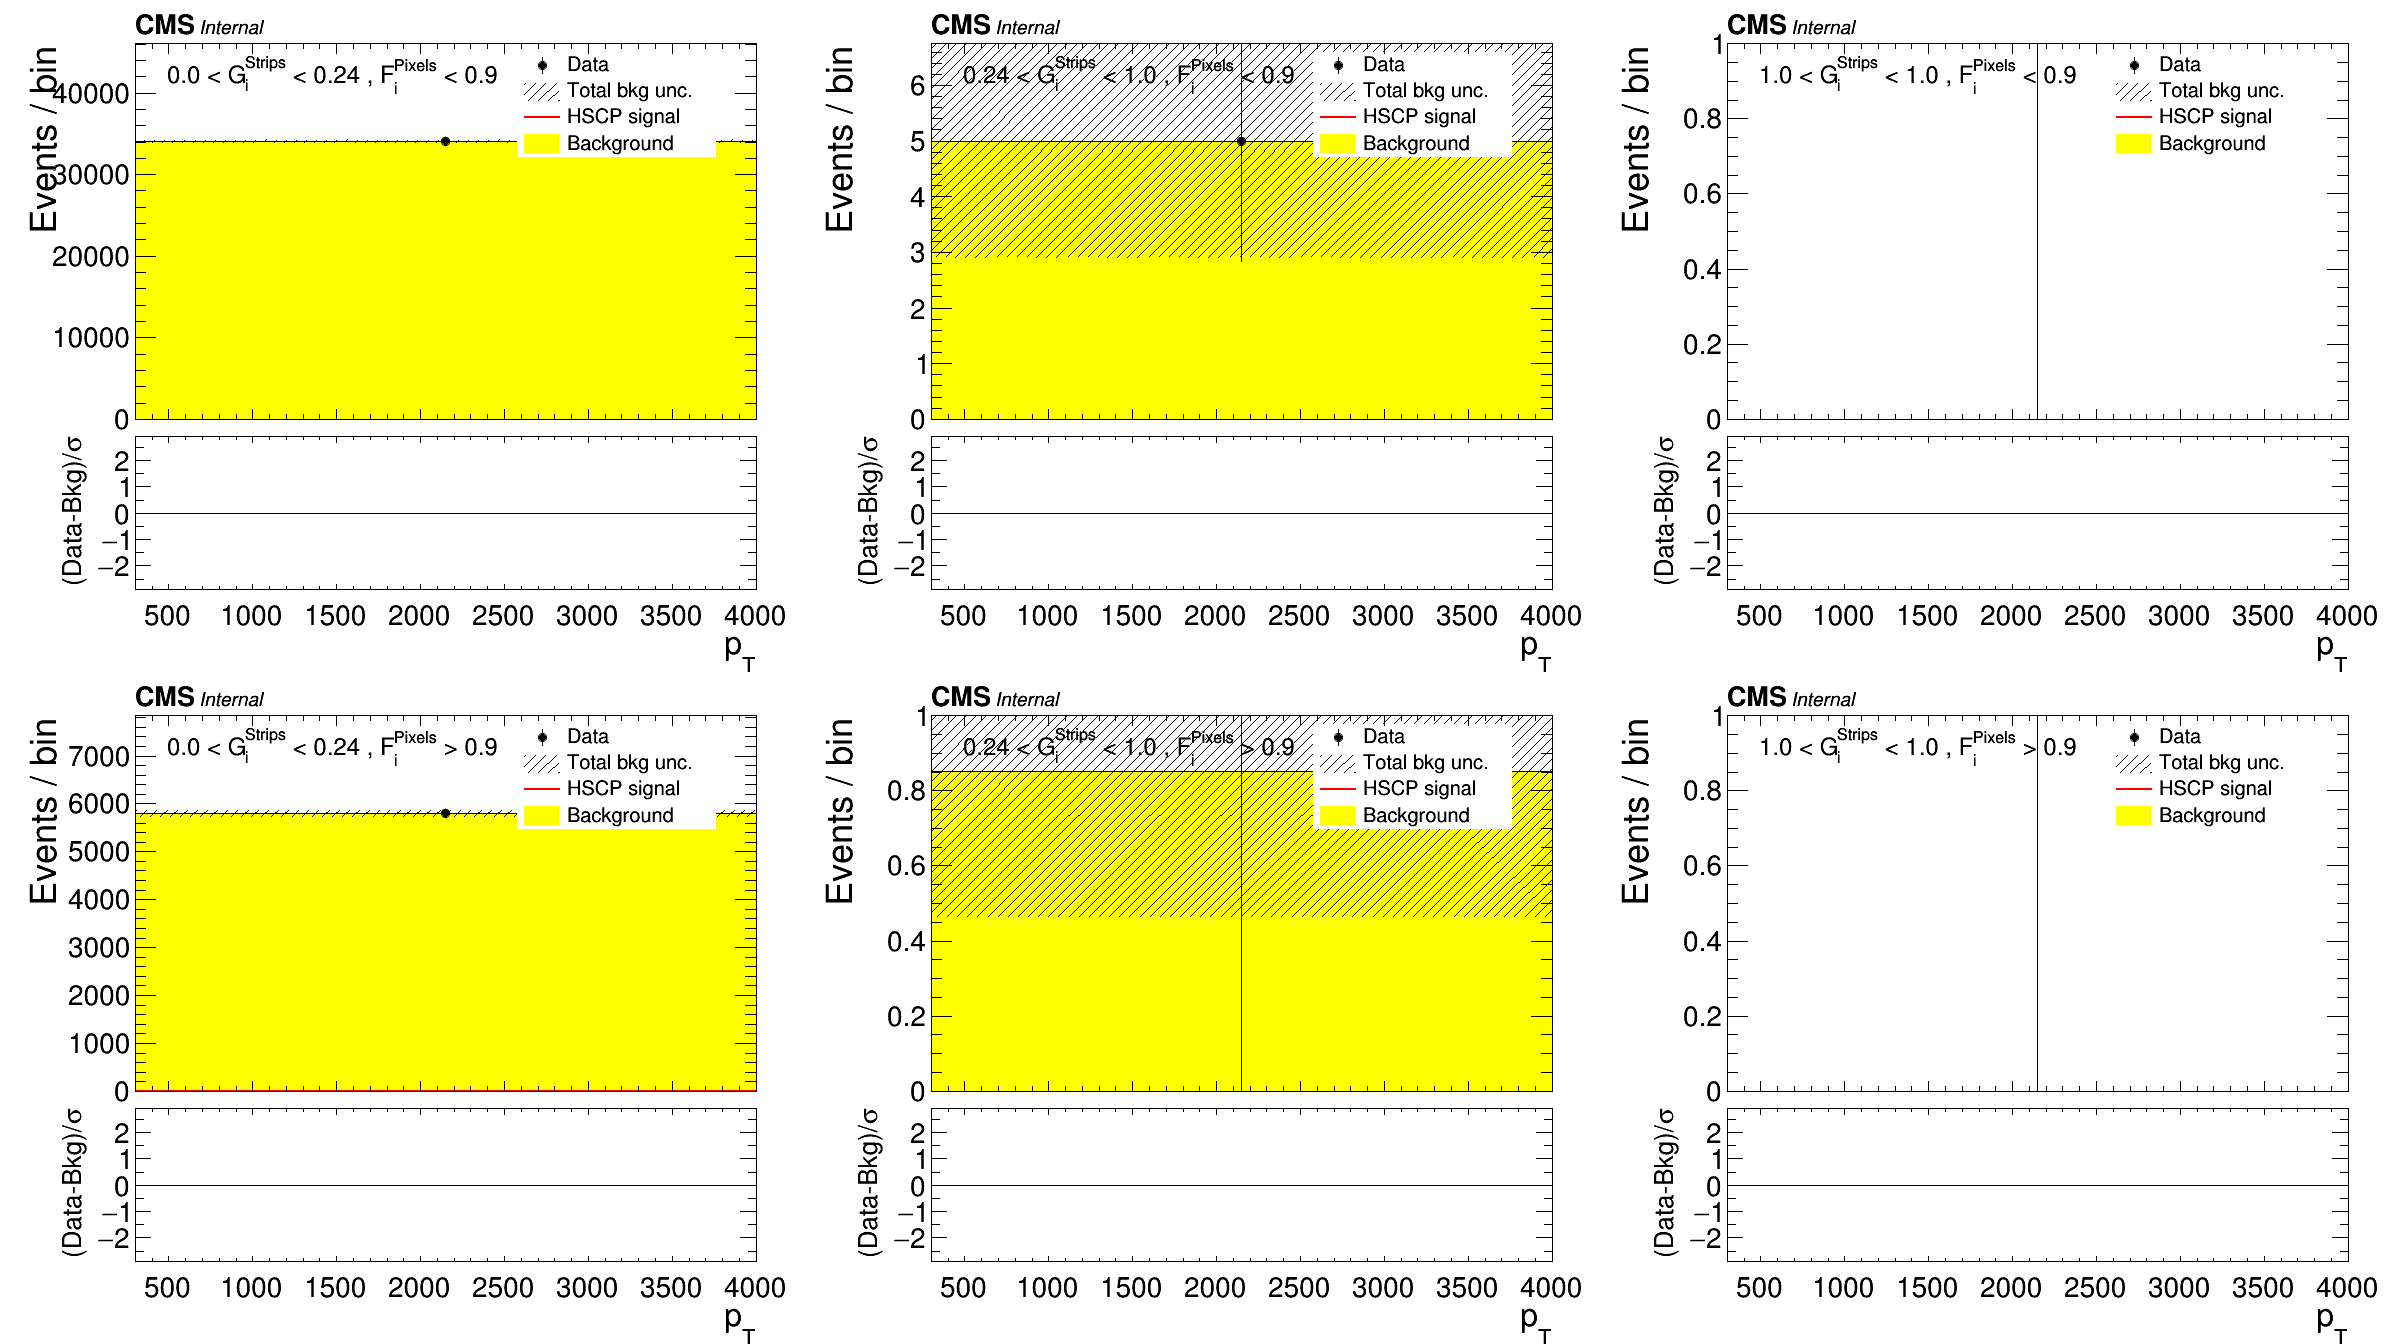 CMS Internal
Events / bin
0.0 < G_i^Strips < 0.24 , F_i^Pixels < 0.9
Data
Total bkg unc.
HSCP signal
Background
40000
30000
20000
10000
0
(Data-Bkg)/σ
2
1
0
−1
−2
500 1000 1500 2000 2500 3000 3500 4000
p_T
CMS Internal
Events / bin
0.24 < G_i^Strips < 1.0 , F_i^Pixels < 0.9
Data
Total bkg unc.
HSCP signal
Background
6
5
4
3
2
1
0
(Data-Bkg)/σ
2
1
0
−1
−2
500 1000 1500 2000 2500 3000 3500 4000
p_T
CMS Internal
Events / bin
1.0 < G_i^Strips < 1.0 , F_i^Pixels < 0.9
Data
Total bkg unc.
HSCP signal
Background
1
0.8
0.6
0.4
0.2
0
(Data-Bkg)/σ
2
1
0
−1
−2
500 1000 1500 2000 2500 3000 3500 4000
p_T
CMS Internal
Events / bin
0.0 < G_i^Strips < 0.24 , F_i^Pixels > 0.9
Data
Total bkg unc.
HSCP signal
Background
7000
6000
5000
4000
3000
2000
1000
0
(Data-Bkg)/σ
2
1
0
−1
−2
500 1000 1500 2000 2500 3000 3500 4000
p_T
CMS Internal
Events / bin
0.24 < G_i^Strips < 1.0 , F_i^Pixels > 0.9
Data
Total bkg unc.
HSCP signal
Background
1
0.8
0.6
0.4
0.2
0
(Data-Bkg)/σ
2
1
0
−1
−2
500 1000 1500 2000 2500 3000 3500 4000
p_T
CMS Internal
Events / bin
1.0 < G_i^Strips < 1.0 , F_i^Pixels > 0.9
Data
Total bkg unc.
HSCP signal
Background
1
0.8
0.6
0.4
0.2
0
(Data-Bkg)/σ
2
1
0
−1
−2
500 1000 1500 2000 2500 3000 3500 4000
p_T